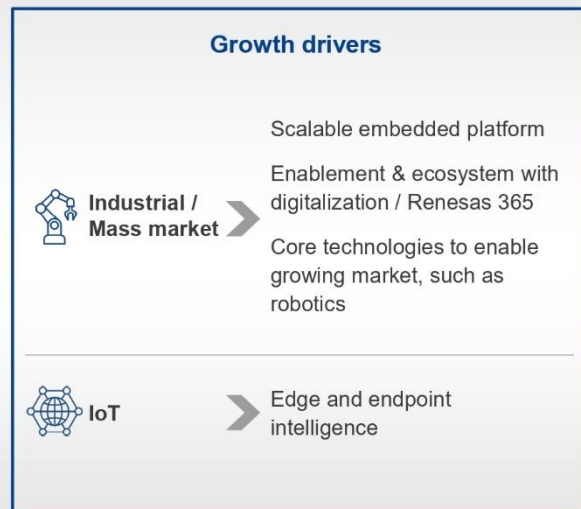 Growth drivers
Industrial /
Mass market
Scalable embedded platform
Enablement & ecosystem with
digitalization / Renesas 365
Core technologies to enable
growing market, such as
robotics
IoT
Edge and endpoint
intelligence